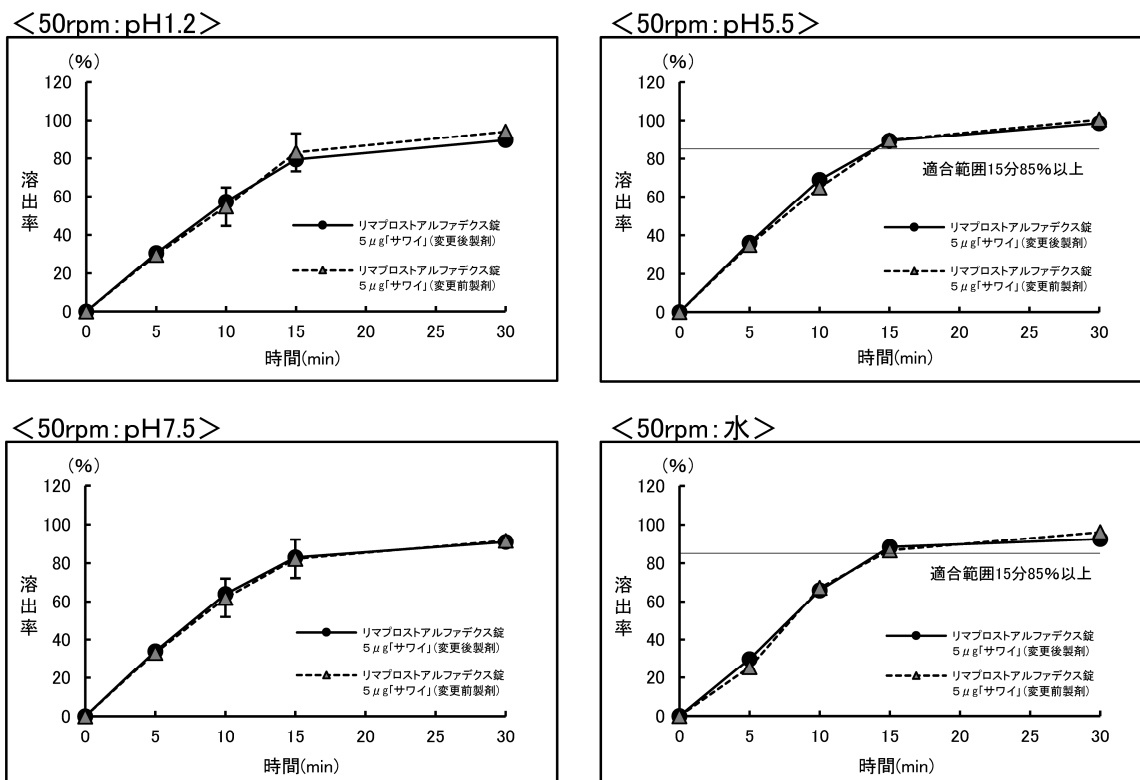 ＜50rpm：pH1.2＞
(%)
120
100
80
60
40
20
0
溶出率
0 5 10 15 20 25 30
時間(min)
リマプロストアルファデクス錠
5μg「サワイ」(変更後製剤)
リマプロストアルファデクス錠
5μg「サワイ」(変更前製剤)
＜50rpm：pH5.5＞
(%)
120
100
80
60
40
20
0
溶出率
0 5 10 15 20 25 30
時間(min)
適合範囲15分85%以上
リマプロストアルファデクス錠
5μg「サワイ」(変更後製剤)
リマプロストアルファデクス錠
5μg「サワイ」(変更前製剤)
＜50rpm：pH7.5＞
(%)
120
100
80
60
40
20
0
溶出率
0 5 10 15 20 25 30
時間(min)
リマプロストアルファデクス錠
5μg「サワイ」(変更後製剤)
リマプロストアルファデクス錠
5μg「サワイ」(変更前製剤)
＜50rpm：水＞
(%)
120
100
80
60
40
20
0
溶出率
0 5 10 15 20 25 30
時間(min)
適合範囲15分85%以上
リマプロストアルファデクス錠
5μg「サワイ」(変更後製剤)
リマプロストアルファデクス錠
5μg「サワイ」(変更前製剤)